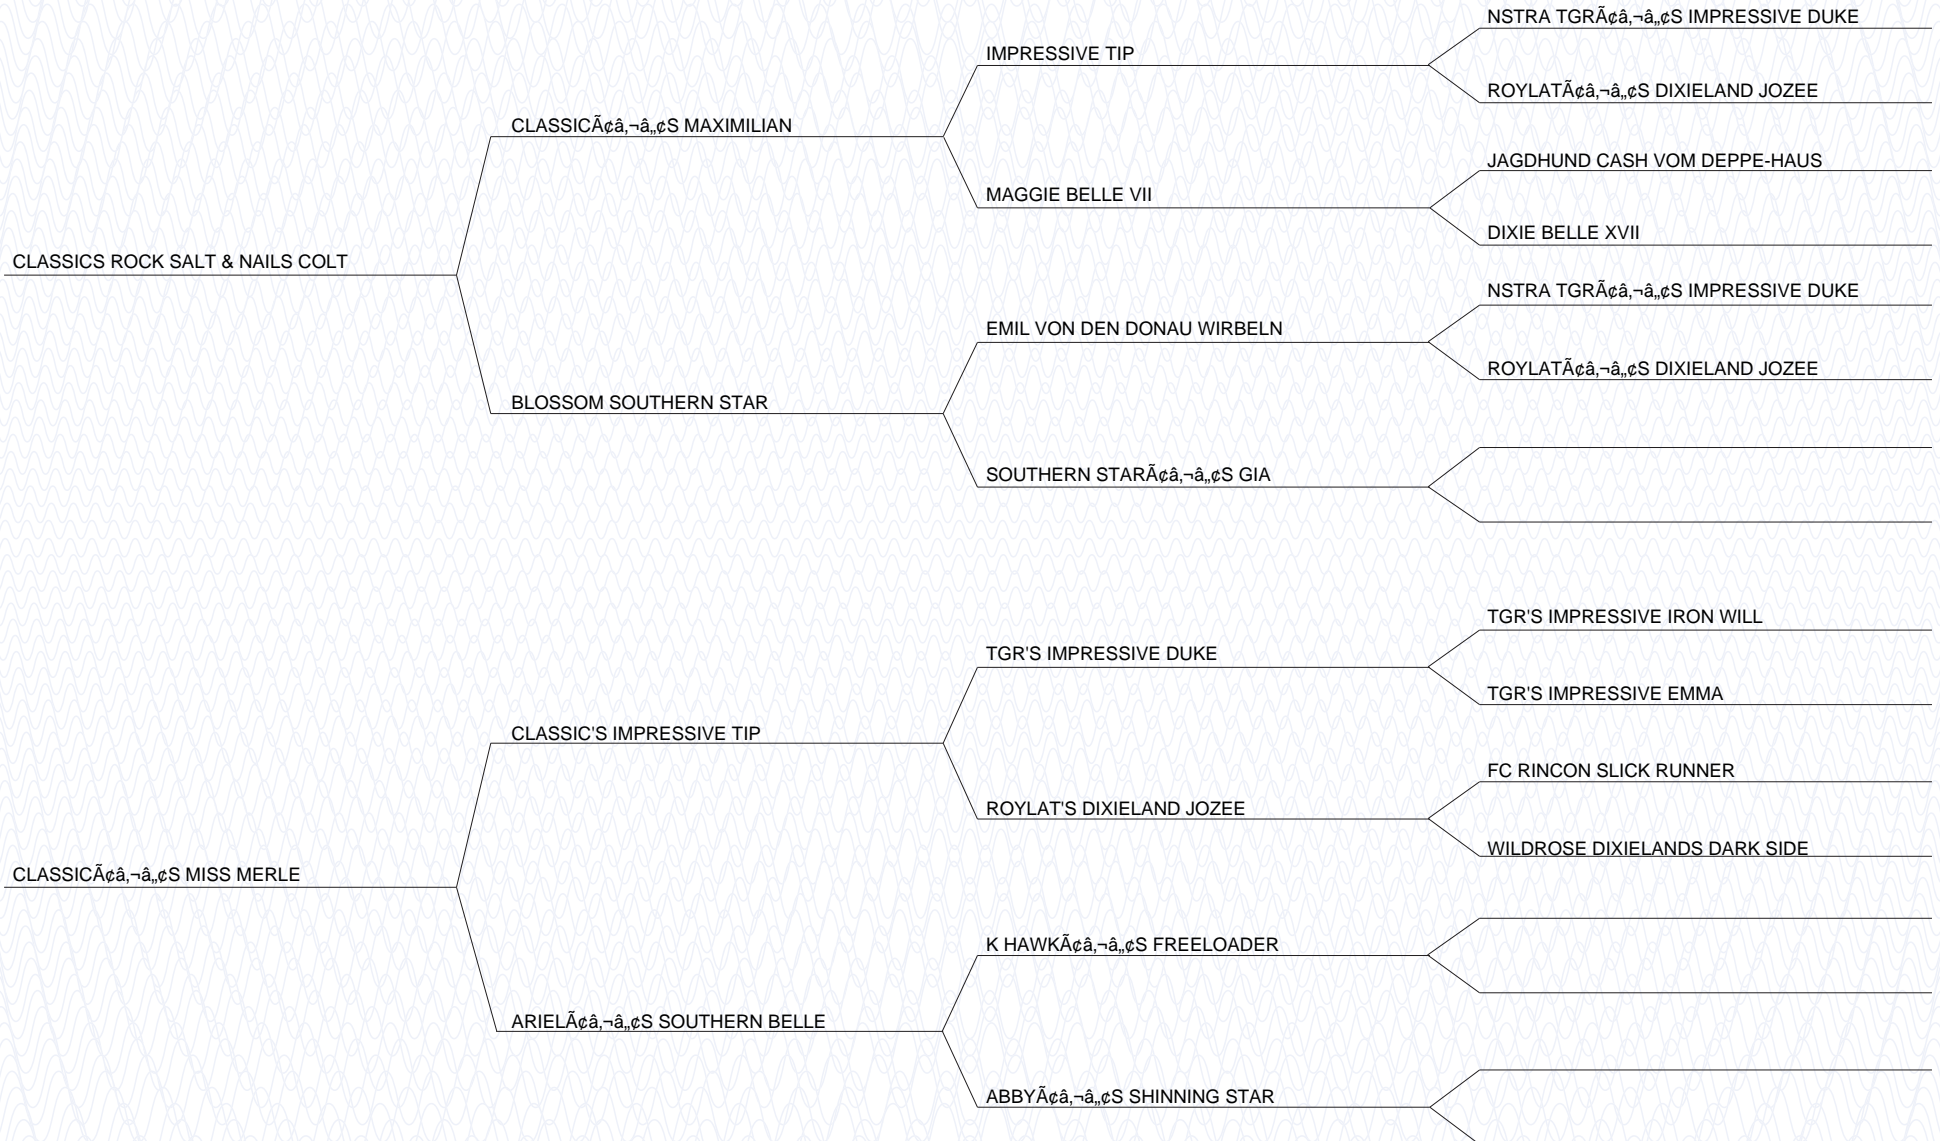 NSTRA TGRÃ¢â‚¬â„¢S IMPRESSIVE DUKE
IMPRESSIVE TIP
ROYLATÃ¢â‚¬â„¢S DIXIELAND JOZEE
CLASSICÃ¢â‚¬â„¢S MAXIMILIAN
JAGDHUND CASH VOM DEPPE-HAUS
MAGGIE BELLE VII
DIXIE BELLE XVII
CLASSICS ROCK SALT & NAILS COLT
NSTRA TGRÃ¢â‚¬â„¢S IMPRESSIVE DUKE
EMIL VON DEN DONAU WIRBELN
ROYLATÃ¢â‚¬â„¢S DIXIELAND JOZEE
BLOSSOM SOUTHERN STAR
SOUTHERN STARÃ¢â‚¬â„¢S GIA
TGR'S IMPRESSIVE IRON WILL
TGR'S IMPRESSIVE DUKE
TGR'S IMPRESSIVE EMMA
CLASSIC'S IMPRESSIVE TIP
FC RINCON SLICK RUNNER
ROYLAT'S DIXIELAND JOZEE
WILDROSE DIXIELANDS DARK SIDE
CLASSICÃ¢â‚¬â„¢S MISS MERLE
K HAWKÃ¢â‚¬â„¢S FREELOADER
ARIELÃ¢â‚¬â„¢S SOUTHERN BELLE
ABBYÃ¢â‚¬â„¢S SHINNING STAR